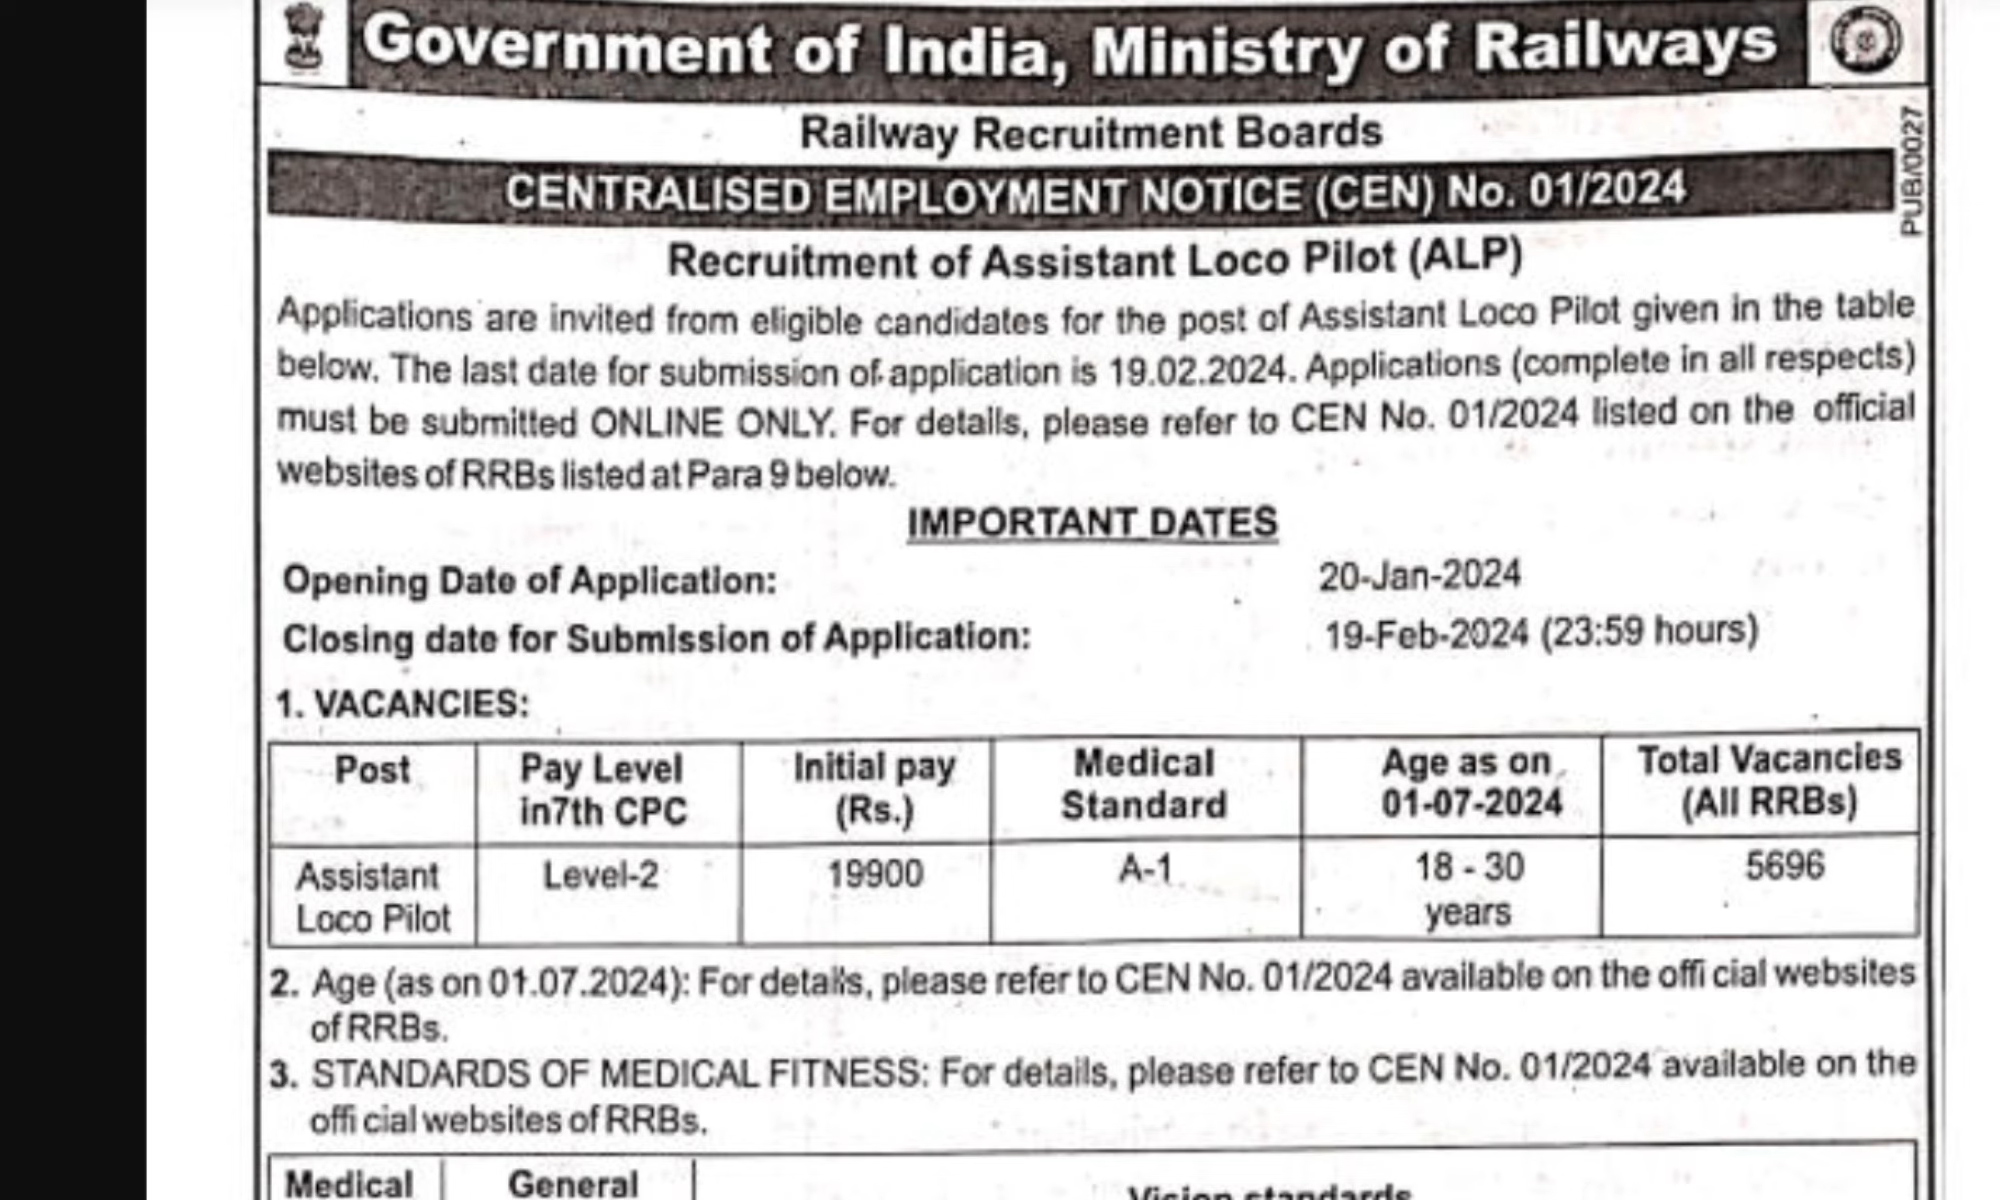 Government of India, Ministry of Railways
Railway Recruitment Boards
PUB/0027
CENTRALISED EMPLOYMENT NOTICE (CEN) No. 01/2024
Recruitment of Assistant Loco Pilot (ALP)
Applications are invited from eligible candidates for the post of Assistant Loco Pilot given in the table
below. The last date for submission of application is 19.02.2024. Applications (complete in all respects)
must be submitted ONLINE ONLY. For details, please refer to CEN No. 01/2024 listed on the official
websites of RRBs listed at Para 9 below.
IMPORTANT DATES
Opening Date of Application: 20-Jan-2024
Closing date for Submission of Application: 19-Feb-2024 (23:59 hours)
1. VACANCIES:
Post Pay Level Initial pay Medical Age as on Total Vacancies
in7th CPC (Rs.) Standard 01-07-2024 (All RRBs)
Assistant Level-2 19900 A-1 18 - 30 5696
Loco Pilot years
2. Age (as on 01.07.2024): For details, please refer to CEN No. 01/2024 available on the offi cial websites
of RRBs.
3. STANDARDS OF MEDICAL FITNESS: For details, please refer to CEN No. 01/2024 available on the
offi cial websites of RRBs.
Medical General Vision standards